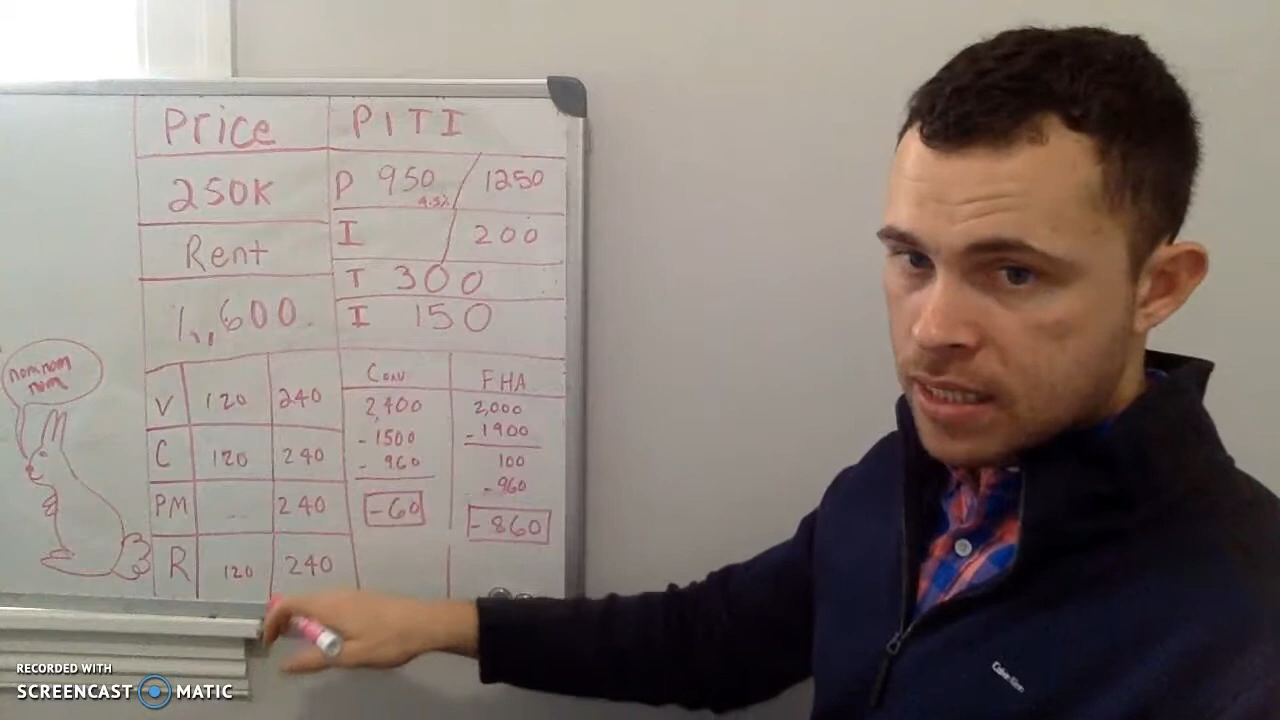 Price
PITI
250K
P 950 / 1250
4.5%
Rent
I 200
T 300
1,600
I 150
nom nom
nom
V 120 240
C 120 240
PM 240
R 120 240
Conv
2,400
- 1500
- 960
-60
FHA
2,000
- 1900
100
- 960
- 860
Calvin Klein
RECORDED WITH
SCREENCAST MATIC